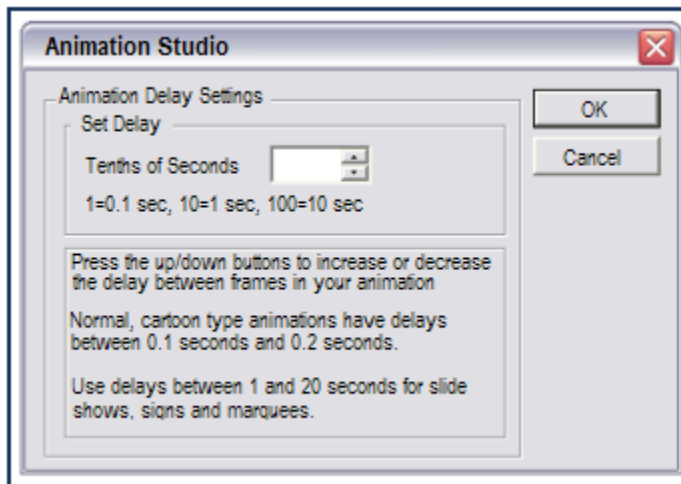 Animation Studio
Animation Delay Settings
Set Delay
Tenths of Seconds
1=0.1 sec, 10=1 sec, 100=10 sec
OK
Cancel
Press the up/down buttons to increase or decrease
the delay between frames in your animation
Normal, cartoon type animations have delays
between 0.1 seconds and 0.2 seconds.
Use delays between 1 and 20 seconds for slide
shows, signs and marquees.